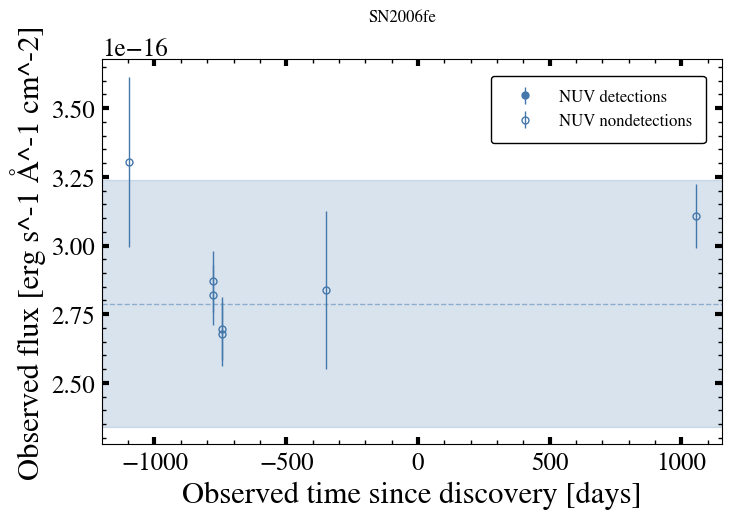 SN2006fe
1e−16
Observed flux [erg s^-1 Å^-1 cm^-2]
3.50
3.25
3.00
2.75
2.50
NUV detections
NUV nondetections
−1000
−500
0
500
1000
Observed time since discovery [days]